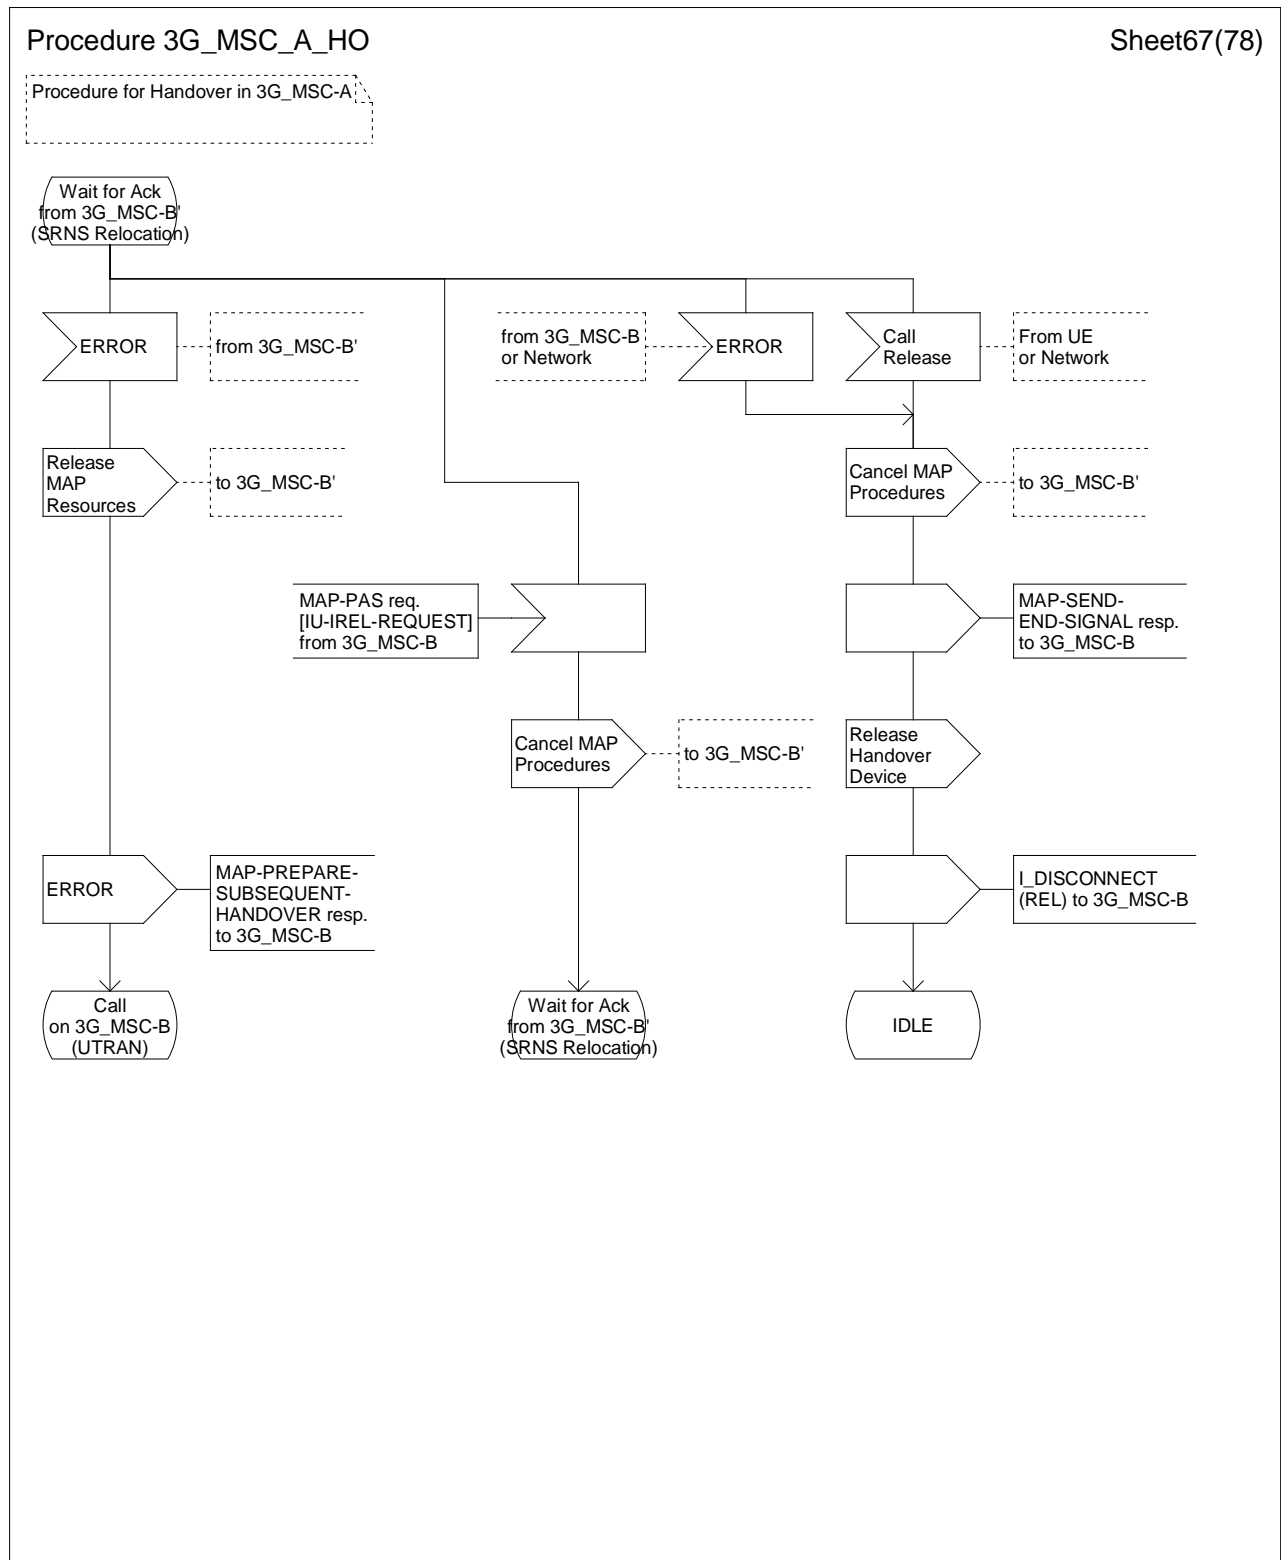 Procedure 3G_MSC_A_HO
Sheet67(78)
Procedure for Handover in 3G_MSC-A
Wait for Ack
from 3G_MSC-B'
(SRNS Relocation)
ERROR
from 3G_MSC-B'
from 3G_MSC-B
or Network
ERROR
Call
Release
From UE
or Network
Release
MAP
Resources
to 3G_MSC-B'
Cancel MAP
Procedures
to 3G_MSC-B'
MAP-PAS req.
[IU-IREL-REQUEST]
from 3G_MSC-B
MAP-SEND-
END-SIGNAL resp.
to 3G_MSC-B
Cancel MAP
Procedures
to 3G_MSC-B'
Release
Handover
Device
ERROR
MAP-PREPARE-
SUBSEQUENT-
HANDOVER resp.
to 3G_MSC-B
I_DISCONNECT
(REL) to 3G_MSC-B
Call
on 3G_MSC-B
(UTRAN)
Wait for Ack
from 3G_MSC-B'
(SRNS Relocation)
IDLE